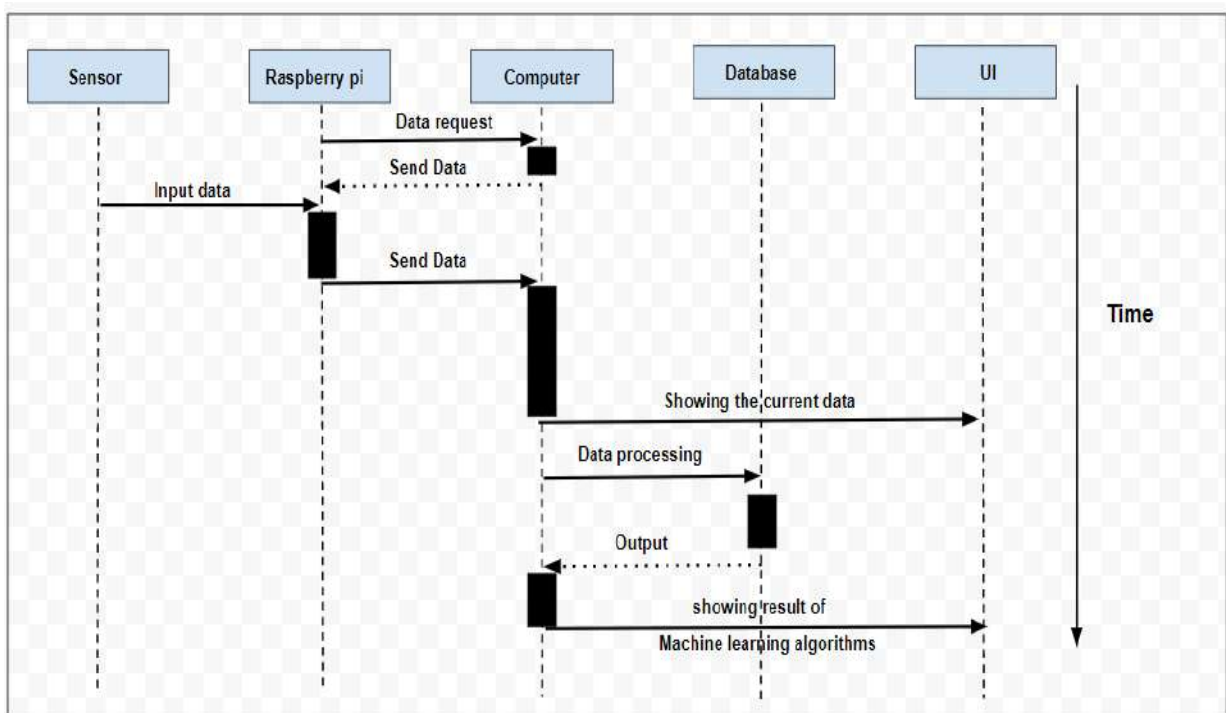 Sensor
Raspberry pi
Computer
Database
UI
Data request
Send Data
Input data
Send Data
Time
Showing the current data
Data processing
Output
showing result of
Machine learning algorithms